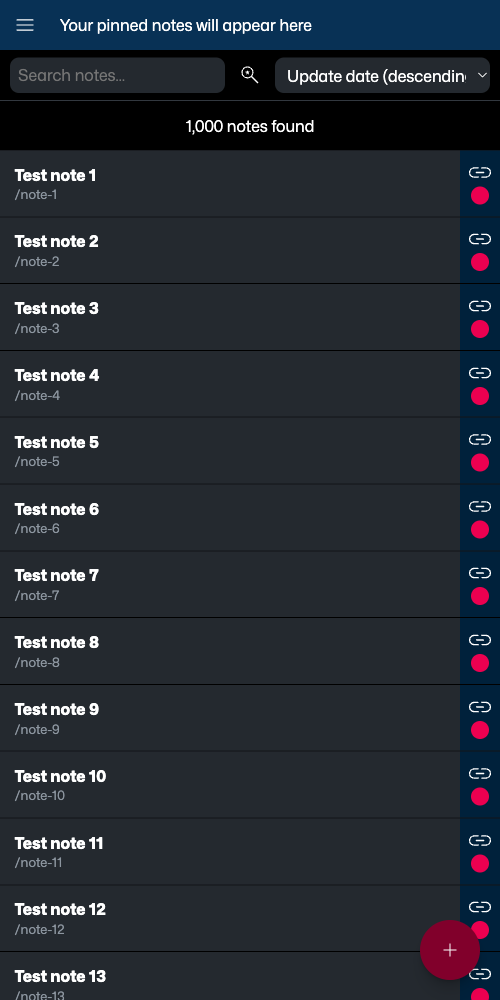 Your pinned notes will appear here
Search notes...
Update date (descendin
1,000 notes found
Test note 1
/note-1
Test note 2
/note-2
Test note 3
/note-3
Test note 4
/note-4
Test note 5
/note-5
Test note 6
/note-6
Test note 7
/note-7
Test note 8
/note-8
Test note 9
/note-9
Test note 10
/note-10
Test note 11
/note-11
Test note 12
/note-12
Test note 13
/note-13